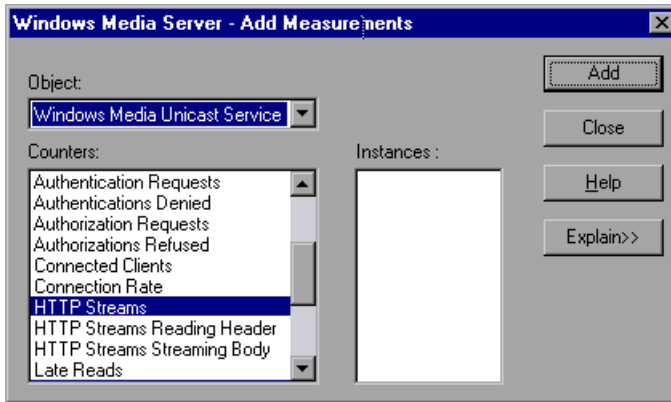 Windows Media Server - Add Measurements
Object:
Windows Media Unicast Service
Counters:
Instances :
Authentication Requests
Authentications Denied
Authorization Requests
Authorizations Refused
Connected Clients
Connection Rate
HTTP Streams
HTTP Streams Reading Header
HTTP Streams Streaming Body
Late Reads
Add
Close
Help
Explain>>